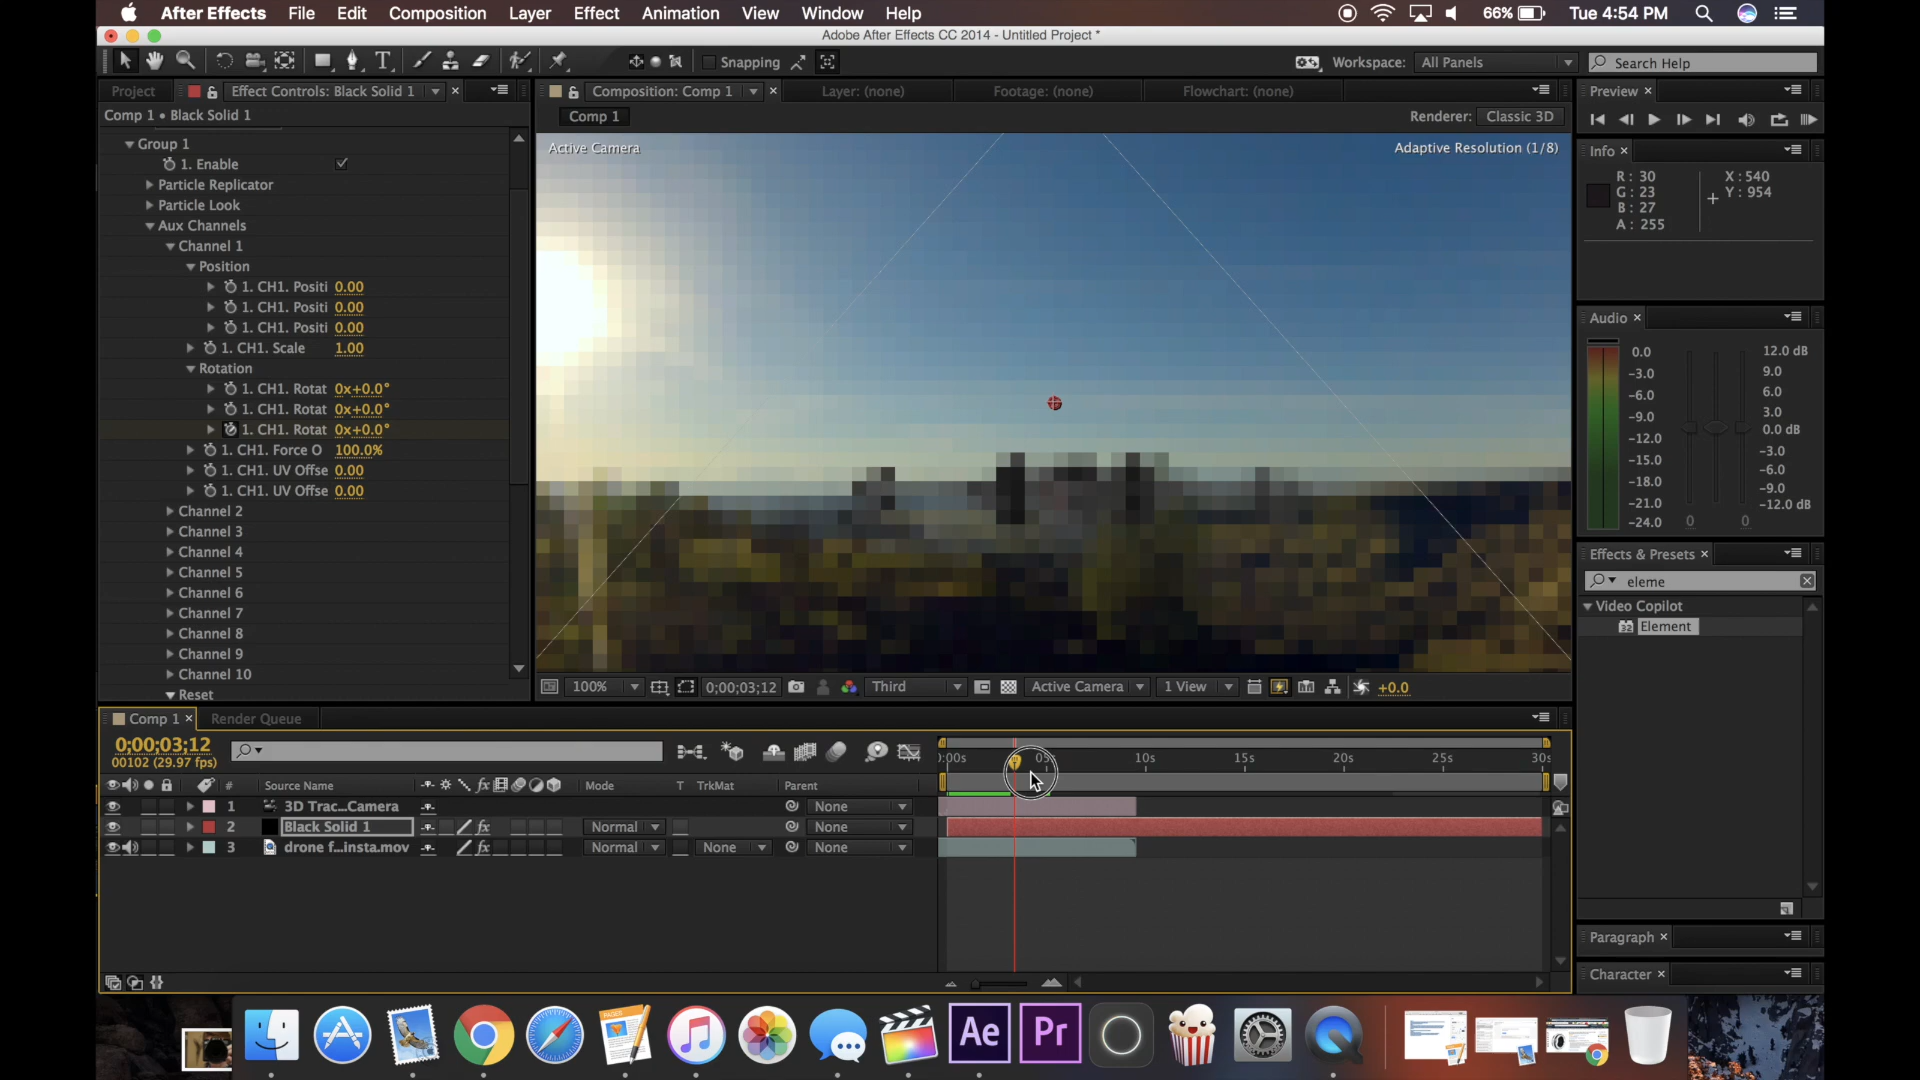 After Effects File Edit Composition Layer Effect Animation View Window Help 66% Tue 4:54 PM
Adobe After Effects CC 2014 - Untitled Project *
Snapping Workspace: All Panels Search Help
Project Effect Controls: Black Solid 1 Composition: Comp 1 Layer: (none) Footage: (none) Flowchart: (none) Preview
Comp 1 • Black Solid 1
Comp 1 Renderer: Classic 3D
Active Camera Adaptive Resolution (1/8)
Group 1
1. Enable
Particle Replicator
Particle Look
Aux Channels
Channel 1
Position
1. CH1. Positi 0.00
1. CH1. Positi 0.00
1. CH1. Positi 0.00
1. CH1. Scale 1.00
Rotation
1. CH1. Rotat 0x+0.0°
1. CH1. Rotat 0x+0.0°
1. CH1. Rotat 0x+0.0°
1. CH1. Force O 100.0%
1. CH1. UV Offse 0.00
1. CH1. UV Offse 0.00
Channel 2
Channel 3
Channel 4
Channel 5
Channel 6
Channel 7
Channel 8
Channel 9
Channel 10
Reset
100% 0;00;03;12 Third Active Camera 1 View +0.0
Info
R: 30 X: 540
G: 23 Y: 954
B: 27
A: 255
Audio
0.0 12.0 dB
-3.0 9.0
-6.0 6.0
-9.0 3.0
-12.0 0.0 dB
-15.0 -3.0
-18.0 -6.0
-21.0 -9.0
-24.0 -12.0 dB
0 0
Effects & Presets
eleme
Video Copilot
32 Element
Paragraph
Character
Comp 1 Render Queue
0;00;03;12
00102 (29.97 fps)
# Source Name Mode T TrkMat Parent
):00s 05s 10s 15s 20s 25s 30s
1 3D Trac...Camera None
2 Black Solid 1 fx Normal None
3 drone f...insta.mov fx Normal None None
PAGES Ae Pr